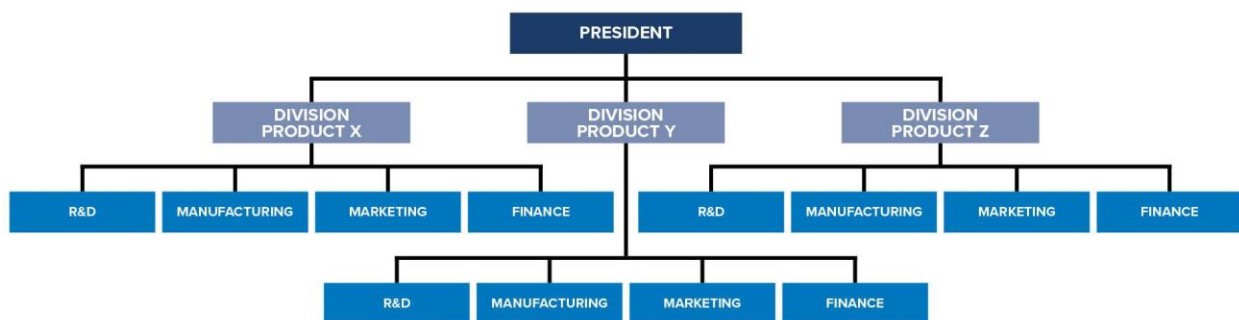 PRESIDENT
DIVISION
PRODUCT X
DIVISION
PRODUCT Y
DIVISION
PRODUCT Z
R&D
MANUFACTURING
MARKETING
FINANCE
R&D
MANUFACTURING
MARKETING
FINANCE
R&D
MANUFACTURING
MARKETING
FINANCE